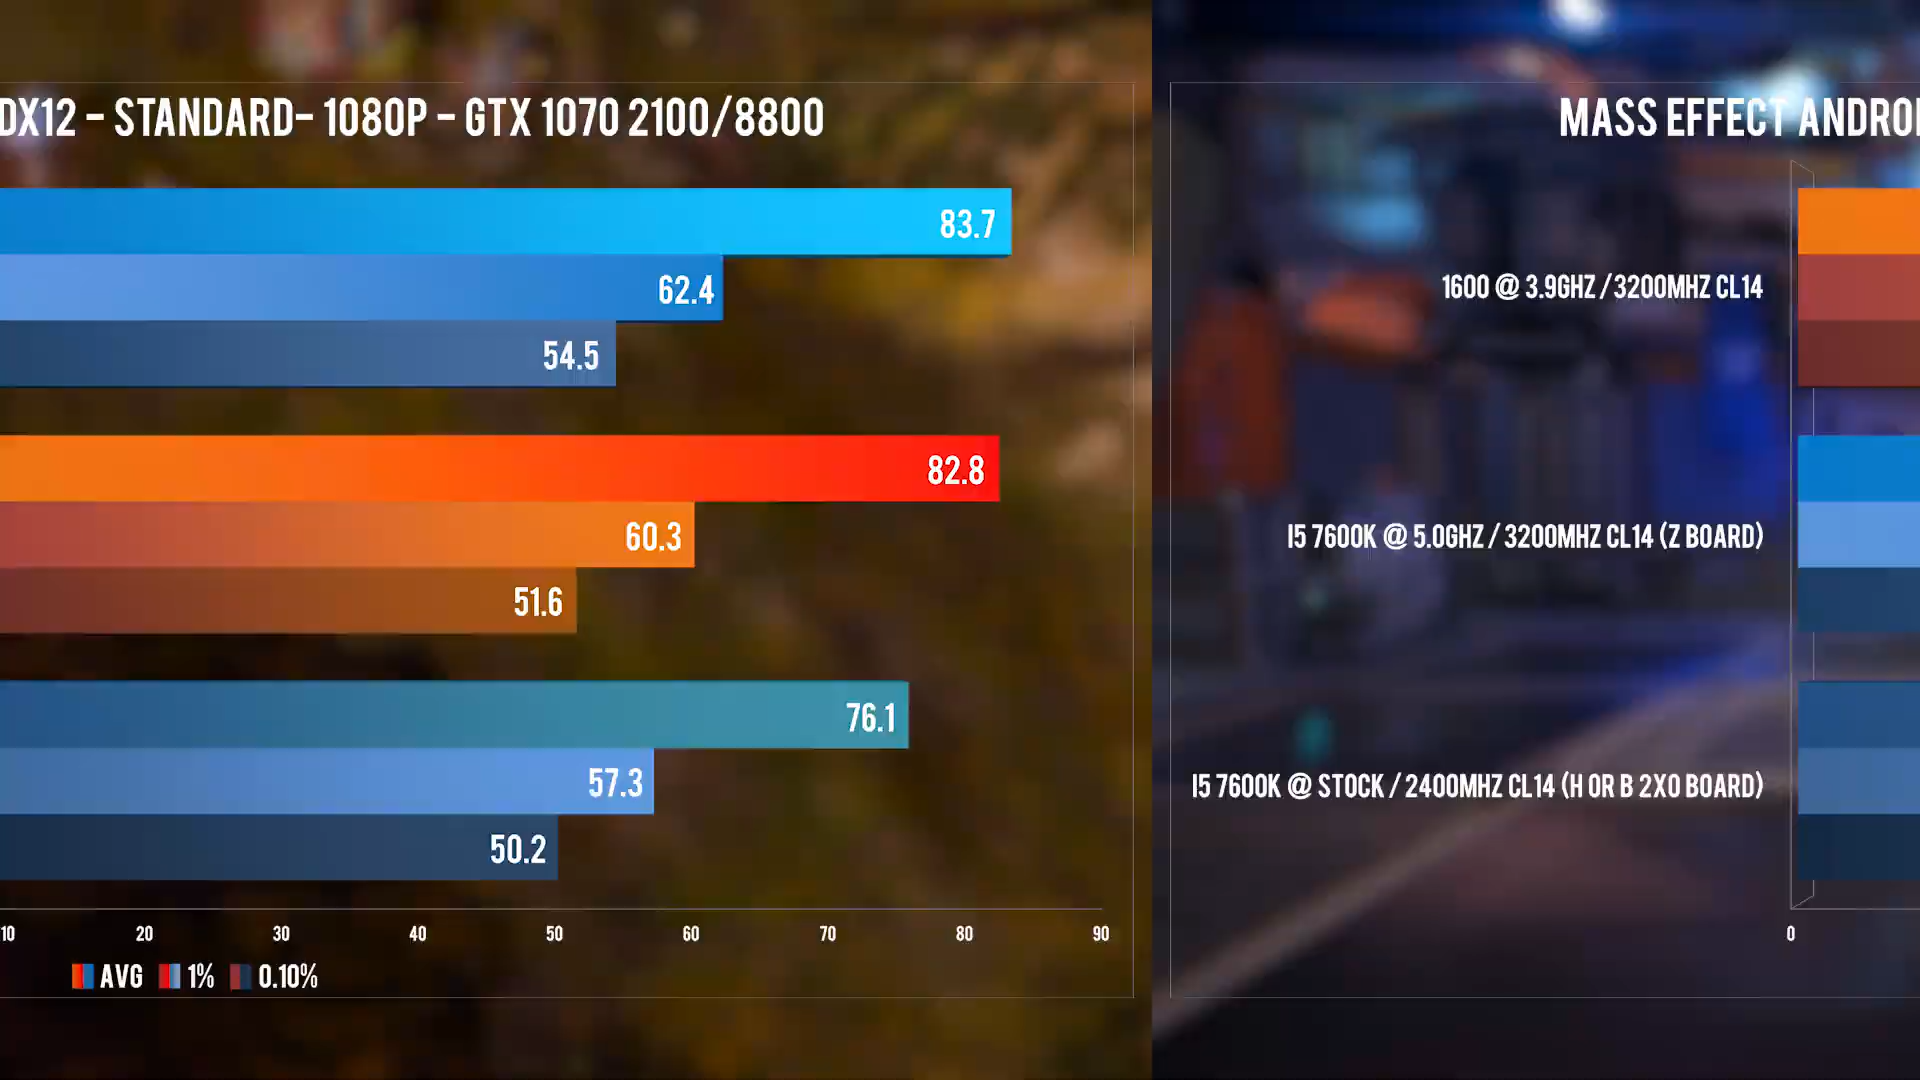 DX12 - STANDARD- 1080P - GTX 1070 2100/8800
83.7
62.4
54.5
82.8
60.3
51.6
76.1
57.3
50.2
10 20 30 40 50 60 70 80 90
AVG 1% 0.10%
MASS EFFECT ANDRO
1600 @ 3.9GHZ / 3200MHZ CL14
I5 7600K @ 5.0GHZ / 3200MHZ CL14 (Z BOARD)
I5 7600K @ STOCK / 2400MHZ CL14 (H OR B 2X0 BOARD)
0